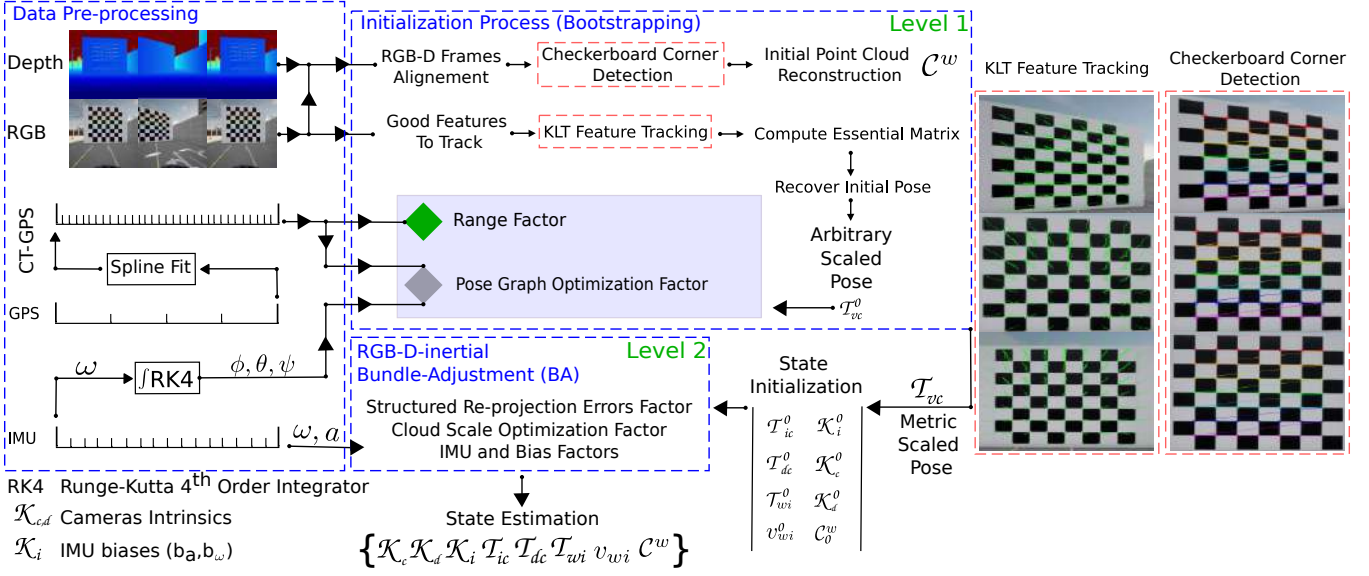 Data Pre-processing
Depth
RGB
CT-GPS
Spline Fit
GPS
ω
∫RK4
ϕ, θ, ψ
IMU
ω, a
Initialization Process (Bootstrapping)
Level 1
RGB-D Frames
Alignment
Checkerboard Corner
Detection
Initial Point Cloud
Reconstruction
𝒞^w
Good Features
To Track
KLT Feature Tracking
Compute Essential Matrix
Recover Initial Pose
Arbitrary
Scaled
Pose
𝒯_vc^0
Range Factor
Pose Graph Optimization Factor
RGB-D-inertial
Bundle-Adjustment (BA)
Level 2
Structured Re-projection Errors Factor
Cloud Scale Optimization Factor
IMU and Bias Factors
State
Initialization
𝒯_ic^0 𝒦_i^0
𝒯_dc^0 𝒦_c^0
𝒯_wi^0 𝒦_d^0
v_wi^0 𝒞_0^w
𝒯_vc
Metric
Scaled
Pose
KLT Feature Tracking
Checkerboard Corner
Detection
State Estimation
{𝒦_c 𝒦_d 𝒦_i 𝒯_ic 𝒯_dc 𝒯_wi v_wi 𝒞^w}
RK4 Runge-Kutta 4^th Order Integrator
𝒦_c,d Cameras Intrinsics
𝒦_i IMU biases (b_a,b_ω)